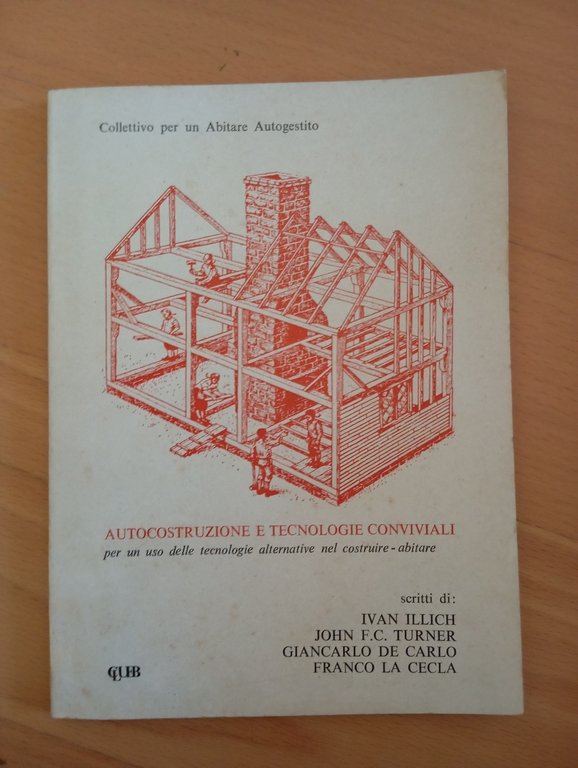 Collettivo per un Abitare Autogestito
AUTOCOSTRUZIONE E TECNOLOGIE CONVIVIALI
per un uso delle tecnologie alternative nel costruire - abitare
scritti di:
IVAN ILLICH
JOHN F.C. TURNER
GIANCARLO DE CARLO
FRANCO LA CECLA
CLUEB